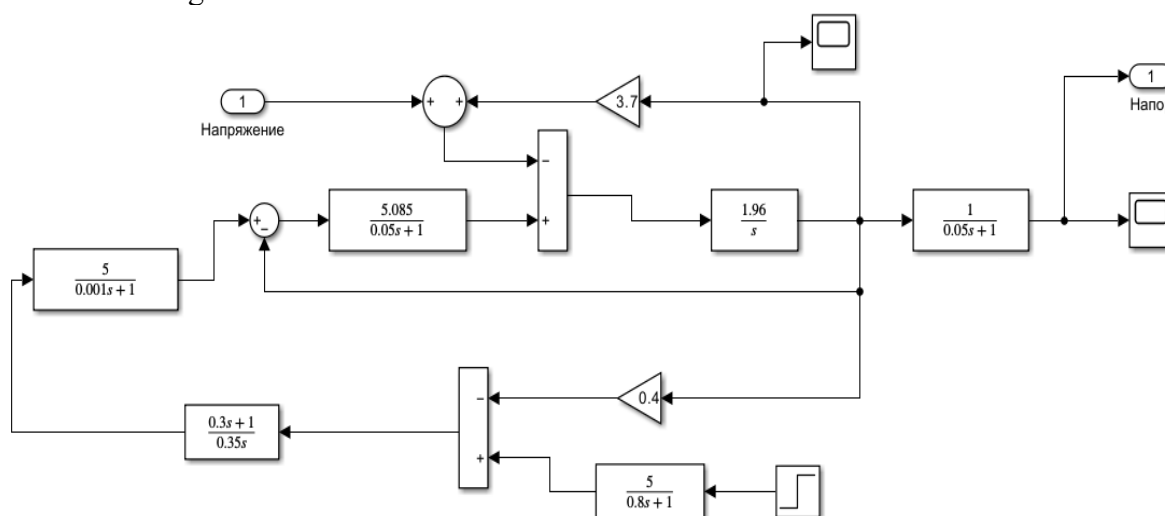 1
Напряжение
+ +
3.7
1
Напо
−
+
+
−
5.085
0.05s + 1
1.96
s
1
0.05s + 1
5
0.001s + 1
0.3s + 1
0.35s
−
+
0.4
5
0.8s + 1